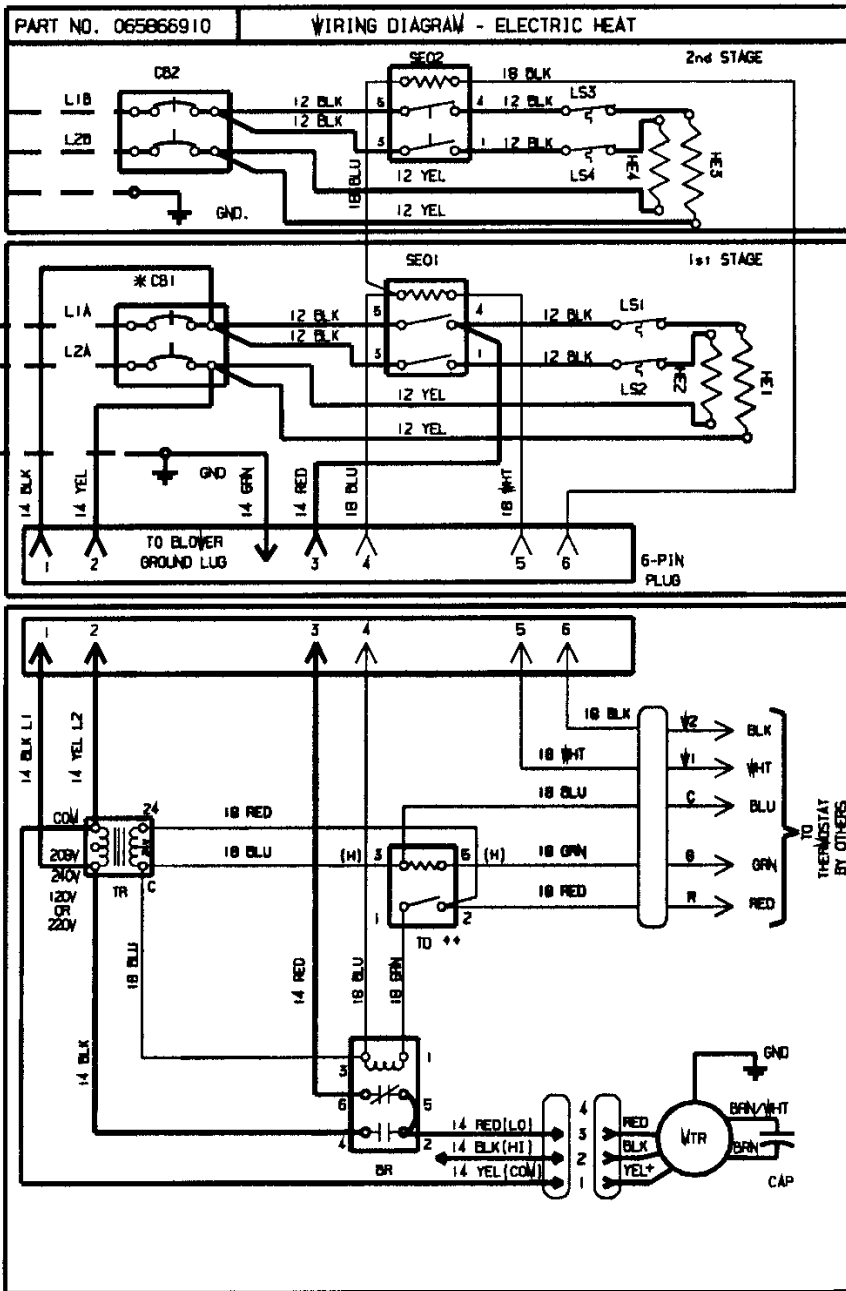 PART NO. 065866910
WIRING DIAGRAM - ELECTRIC HEAT
2nd STAGE
CB2
SEQ2
18 BLK
L1B
12 BLK
6
4
12 BLK
LS3
12 BLK
L2B
3
1
12 BLK
LS4
HE4
HE3
18 BLU
12 YEL
GND.
12 YEL
1st STAGE
SEQ1
* CB1
L1A
12 BLK
6
4
12 BLK
LS1
12 BLK
L2A
3
1
12 BLK
LS2
HE2
HE1
12 YEL
12 YEL
GND
14 BLK
14 YEL
14 GRN
14 RED
18 BLU
18 WHT
TO BLOWER
GROUND LUG
1
2
3
4
5
6
6-PIN
PLUG
1
2
3
4
5
6
14 BLK L1
14 YEL L2
18 BLK
W2
BLK
18 WHT
W1
WHT
18 BLU
C
BLU
COM
24
18 RED
208V
240V
120V
OR
220V
TR
C
18 BLU
(H)
3
5
(H)
18 GRN
G
GRN
18 RED
R
RED
1
2
TD ++
TO
THERMOSTAT
BY OTHERS
18 BLU
14 RED
18 BLU
18 GRN
14 BLK
3
1
6
5
4
2
BR
GND
14 RED(LO)
14 BLK(HI)
14 YEL(COM)
4
3
2
1
RED
BLK
YEL+
MTR
BRN/WHT
BRN
CAP